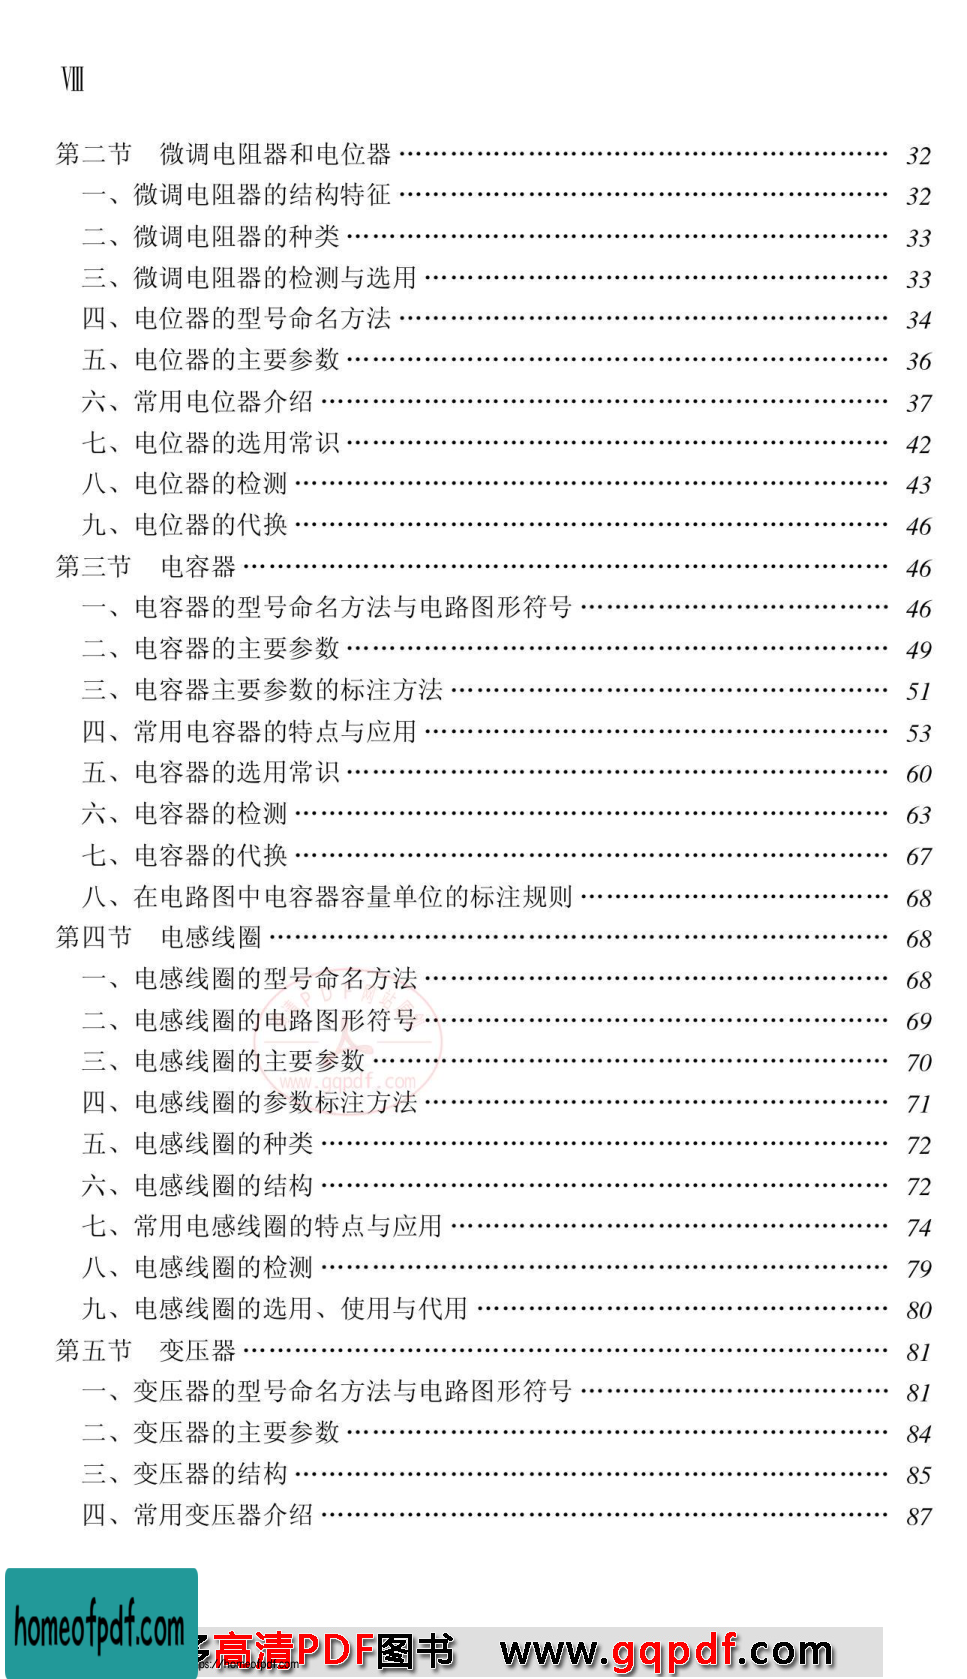 Ⅷ
第二节　微调电阻器和电位器 ………………………………………………… 32
一、微调电阻器的结构特征 ………………………………………………… 32
二、微调电阻器的种类 ……………………………………………………… 33
三、微调电阻器的检测与选用 ……………………………………………… 33
四、电位器的型号命名方法 ………………………………………………… 34
五、电位器的主要参数 ……………………………………………………… 36
六、常用电位器介绍 ………………………………………………………… 37
七、电位器的选用常识 ……………………………………………………… 42
八、电位器的检测 …………………………………………………………… 43
九、电位器的代换 …………………………………………………………… 46
第三节　电容器 ……………………………………………………………… 46
一、电容器的型号命名方法与电路图形符号 ……………………………… 46
二、电容器的主要参数 ……………………………………………………… 49
三、电容器主要参数的标注方法 …………………………………………… 51
四、常用电容器的特点与应用 ……………………………………………… 53
五、电容器的选用常识 ……………………………………………………… 60
六、电容器的检测 …………………………………………………………… 63
七、电容器的代换 …………………………………………………………… 67
八、在电路图中电容器容量单位的标注规则 ……………………………… 68
第四节　电感线圈 …………………………………………………………… 68
一、电感线圈的型号命名方法 ……………………………………………… 68
二、电感线圈的电路图形符号 ……………………………………………… 69
三、电感线圈的主要参数 …………………………………………………… 70
www.gqpdf.com
四、电感线圈的参数标注方法 ……………………………………………… 71
五、电感线圈的种类 ………………………………………………………… 72
六、电感线圈的结构 ………………………………………………………… 72
七、常用电感线圈的特点与应用 …………………………………………… 74
八、电感线圈的检测 ………………………………………………………… 79
九、电感线圈的选用、使用与代用 ………………………………………… 80
第五节　变压器 ……………………………………………………………… 81
一、变压器的型号命名方法与电路图形符号 ……………………………… 81
二、变压器的主要参数 ……………………………………………………… 84
三、变压器的结构 …………………………………………………………… 85
四、常用变压器介绍 ………………………………………………………… 87
homeofpdf.com
多高清PDF图书　www.gqpdf.com
ps://homeofpdf.com